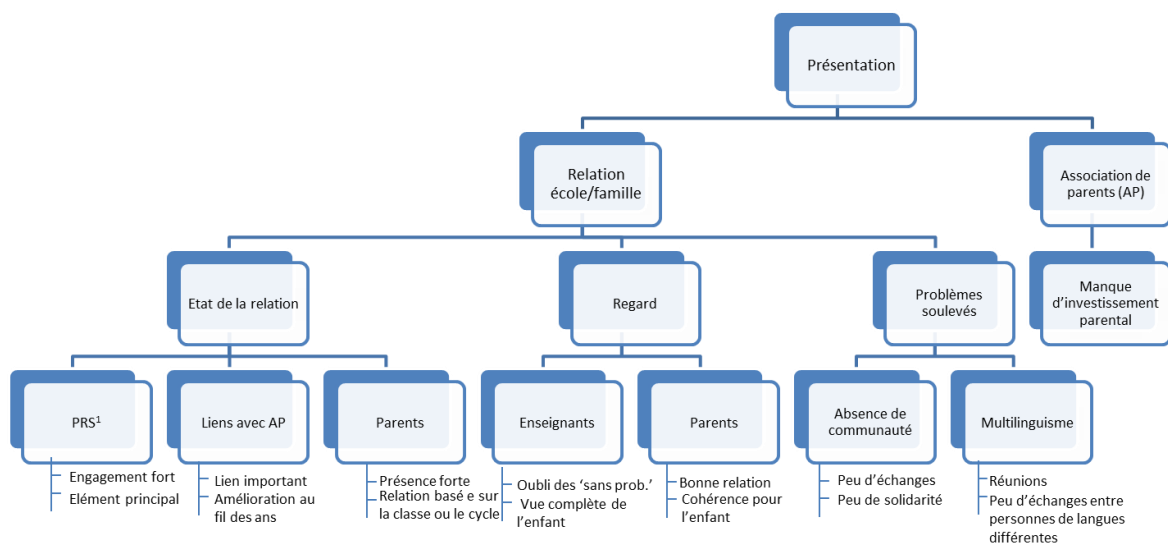 Présentation
Relation
école/famille
Association de
parents (AP)
Etat de la relation
Regard
Problèmes
soulevés
Manque
d'investissement
parental
PRS¹
Liens avec AP
Parents
Enseignants
Parents
Absence de
communauté
Multilinguisme
Engagement fort
Elément principal
Lien important
Amélioration au
fil des ans
Présence forte
Relation basé e sur
la classe ou le cycle
Oubli des 'sans prob.'
Vue complète de
l'enfant
Bonne relation
Cohérence pour
l'enfant
Peu d'échanges
Peu de solidarité
Réunions
Peu d'échanges entre
personnes de langues
différentes